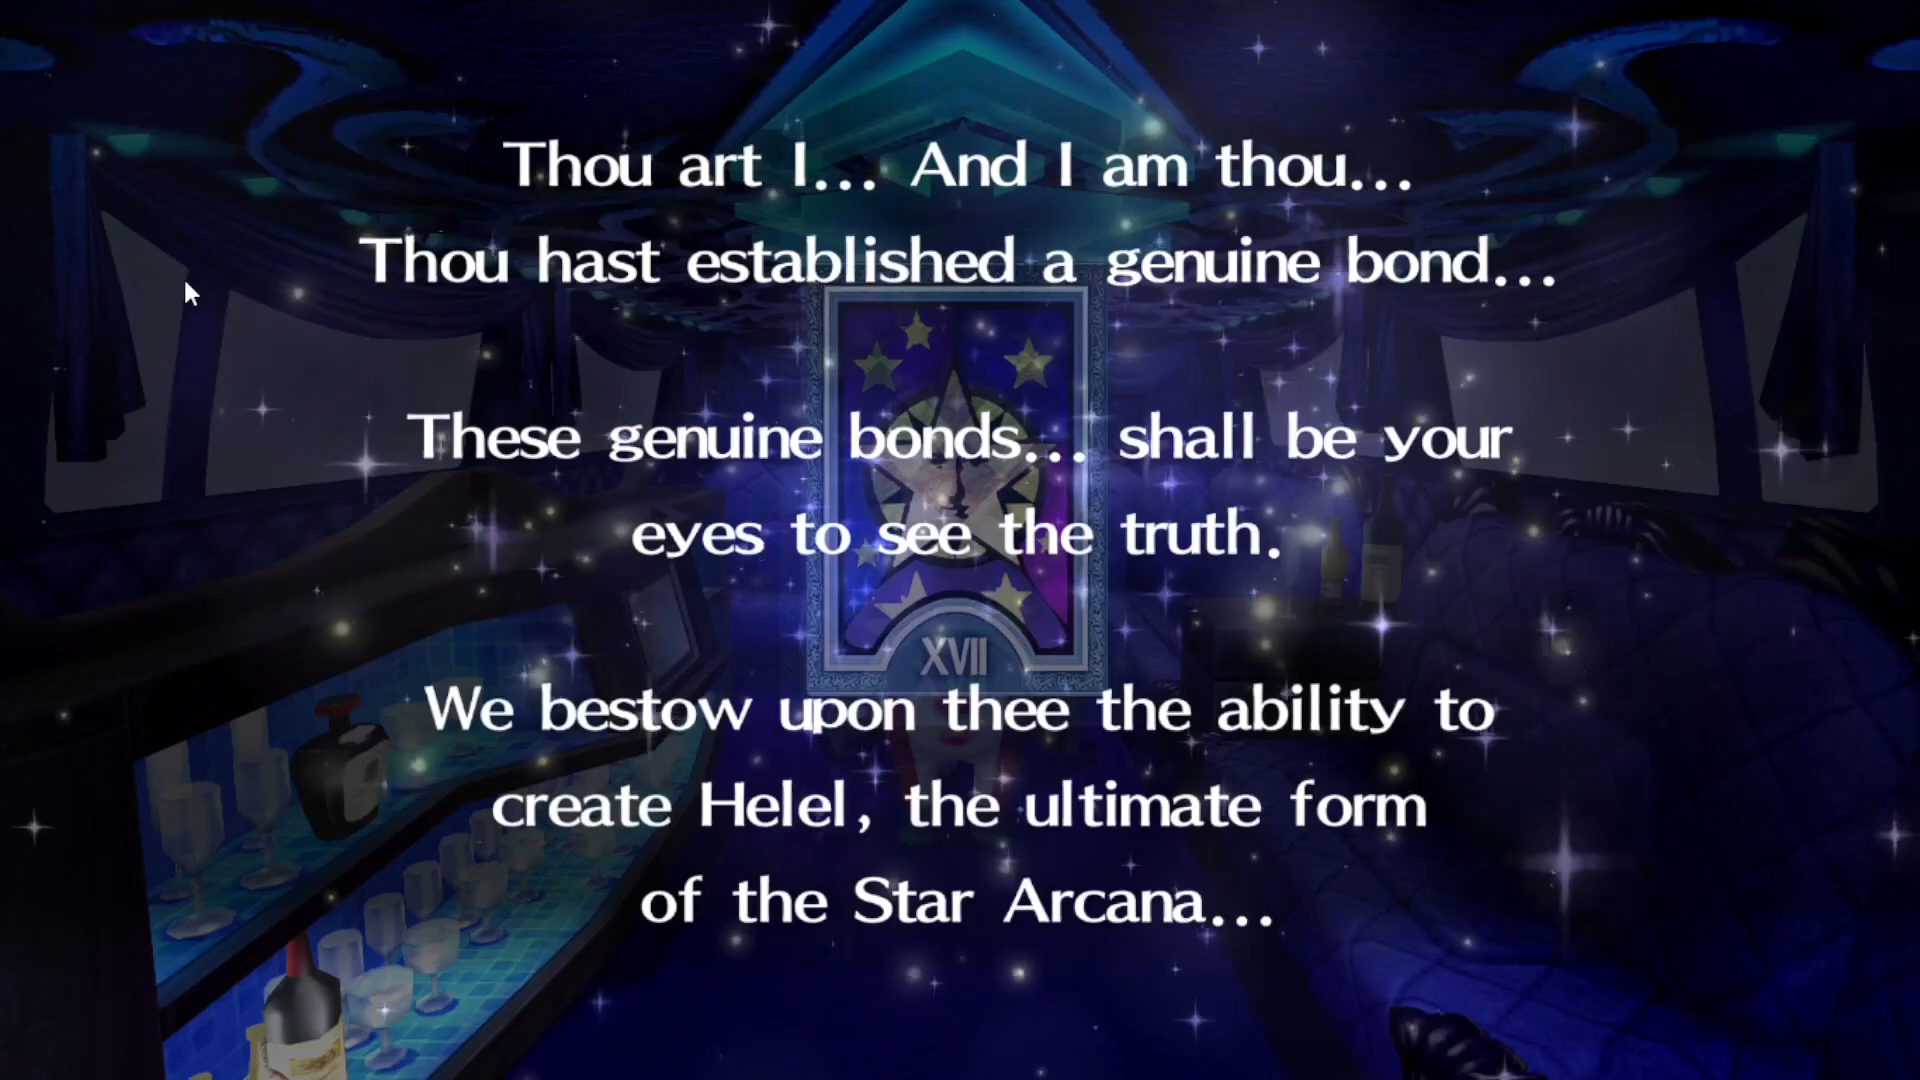 Thou art I... And I am thou...
Thou hast established a genuine bond...
These genuine bonds... shall be your
eyes to see the truth.
XVII
We bestow upon thee the ability to
create Helel, the ultimate form
of the Star Arcana...